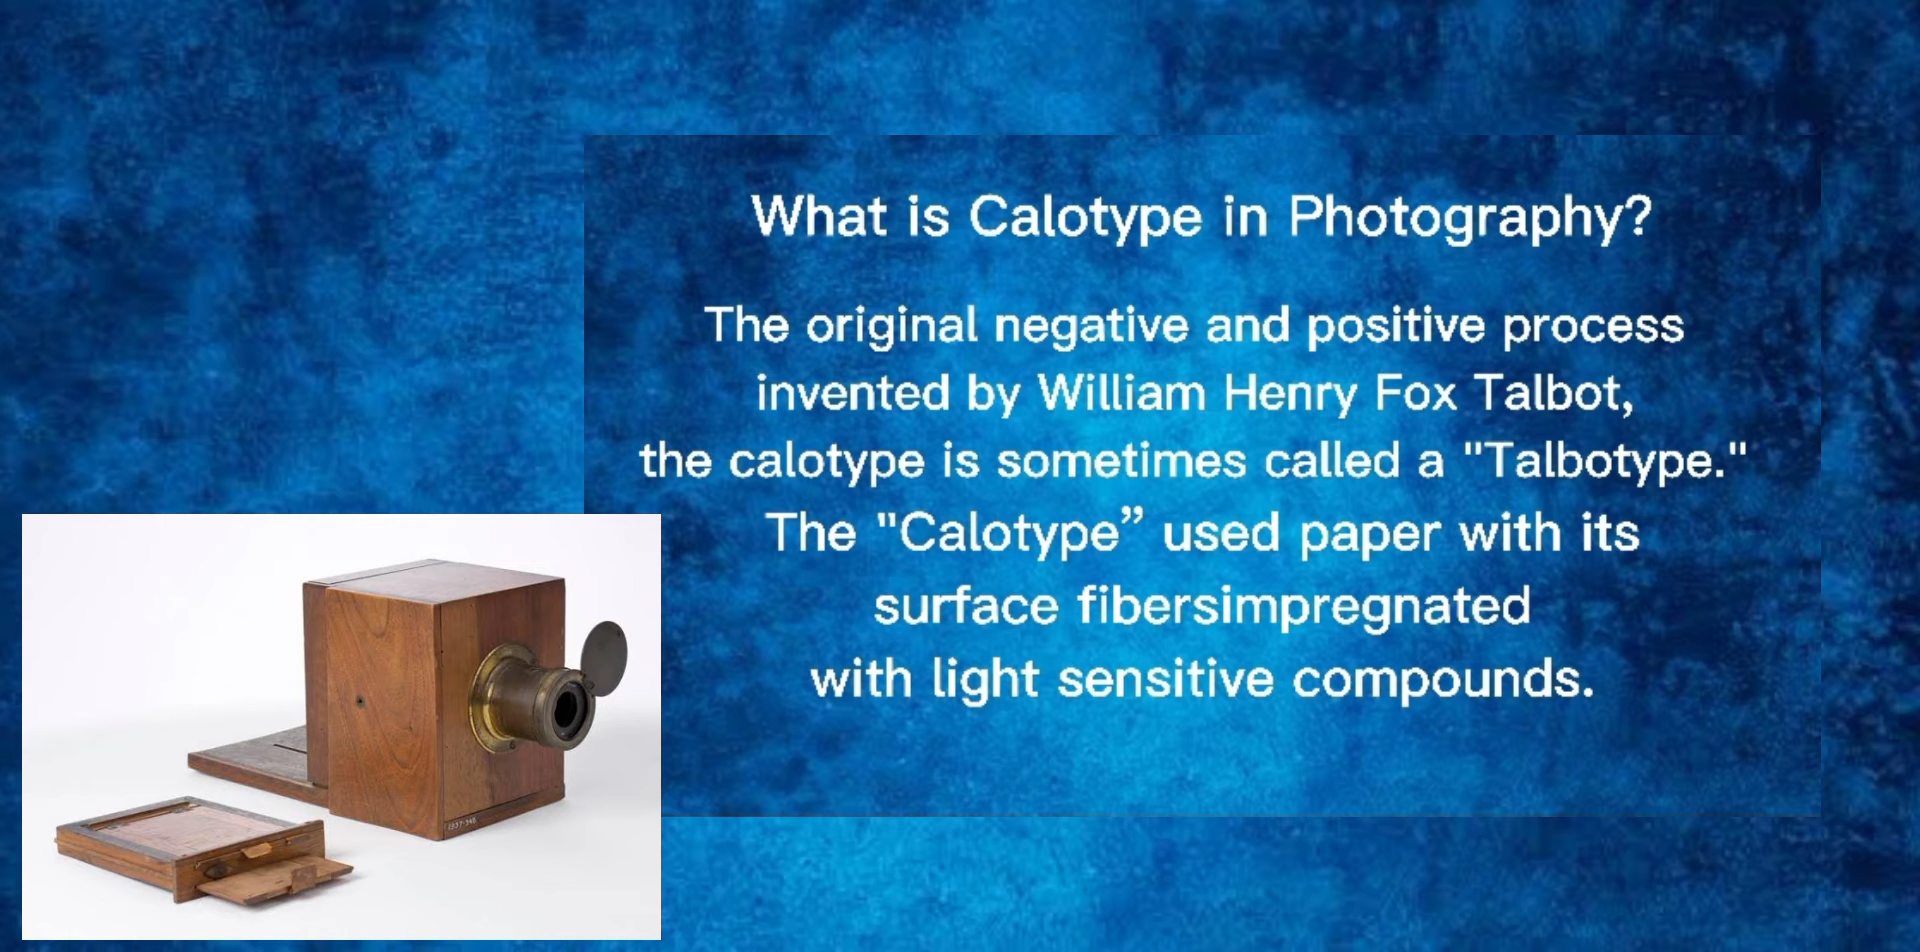 What is Calotype in Photography?
The original negative and positive process
invented by William Henry Fox Talbot,
the calotype is sometimes called a "Talbotype."
The "Calotype” used paper with its
surface fibersimpregnated
with light sensitive compounds.